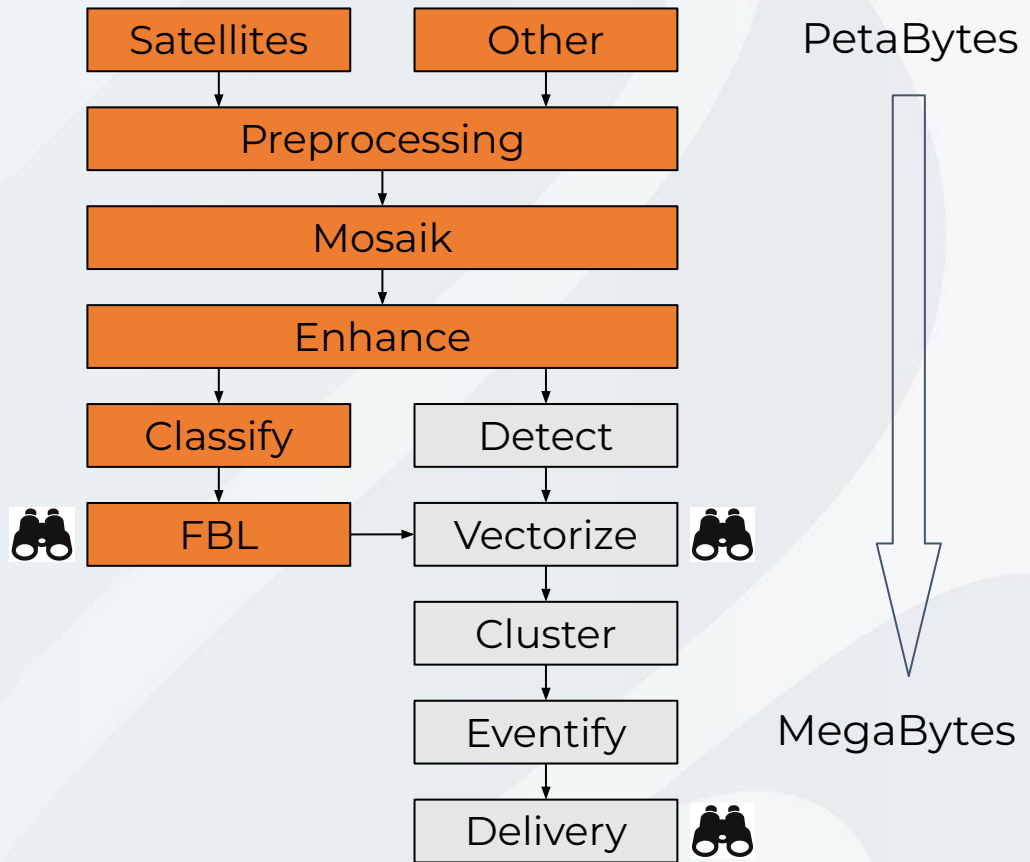 Satellites
Other
PetaBytes
Preprocessing
Mosaik
Enhance
Classify
Detect
FBL
Vectorize
Cluster
Eventify
MegaBytes
Delivery